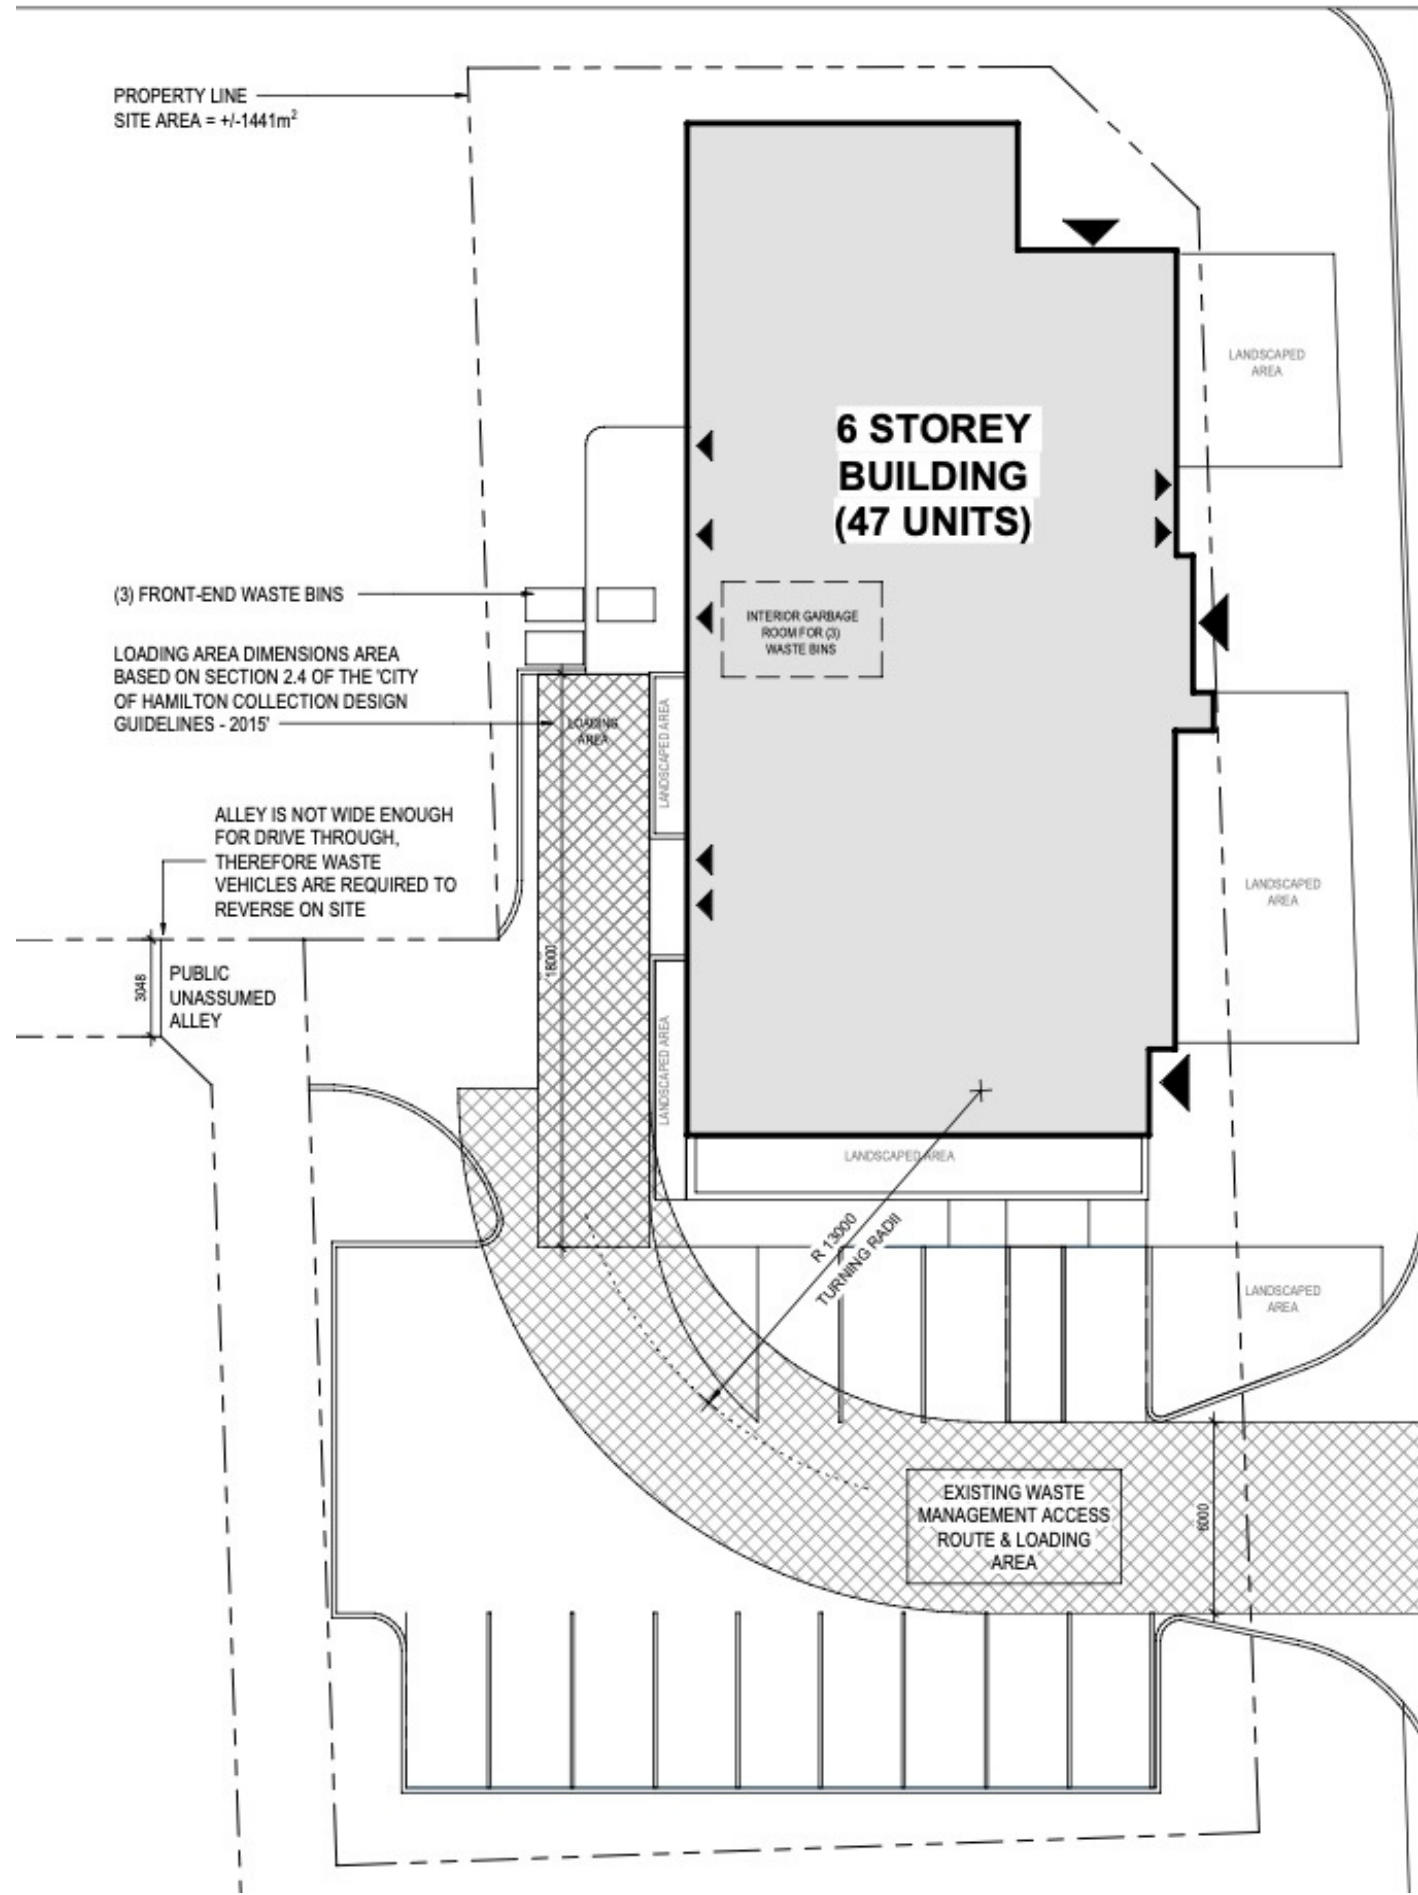 PROPERTY LINE
SITE AREA = +/-1441m²
LANDSCAPED
AREA
6 STOREY
BUILDING
(47 UNITS)
(3) FRONT-END WASTE BINS
INTERIOR GARBAGE
ROOM FOR (3)
WASTE BINS
LOADING AREA DIMENSIONS AREA
BASED ON SECTION 2.4 OF THE 'CITY
OF HAMILTON COLLECTION DESIGN
GUIDELINES - 2015'
LOADING
AREA
LANDSCAPED AREA
ALLEY IS NOT WIDE ENOUGH
FOR DRIVE THROUGH,
THEREFORE WASTE
VEHICLES ARE REQUIRED TO
REVERSE ON SITE
LANDSCAPED
AREA
18000
3048
PUBLIC
UNASSUMED
ALLEY
LANDSCAPED AREA
LANDSCAPED AREA
R 13000
TURNING RADII
LANDSCAPED
AREA
EXISTING WASTE
MANAGEMENT ACCESS
ROUTE & LOADING
AREA
6000